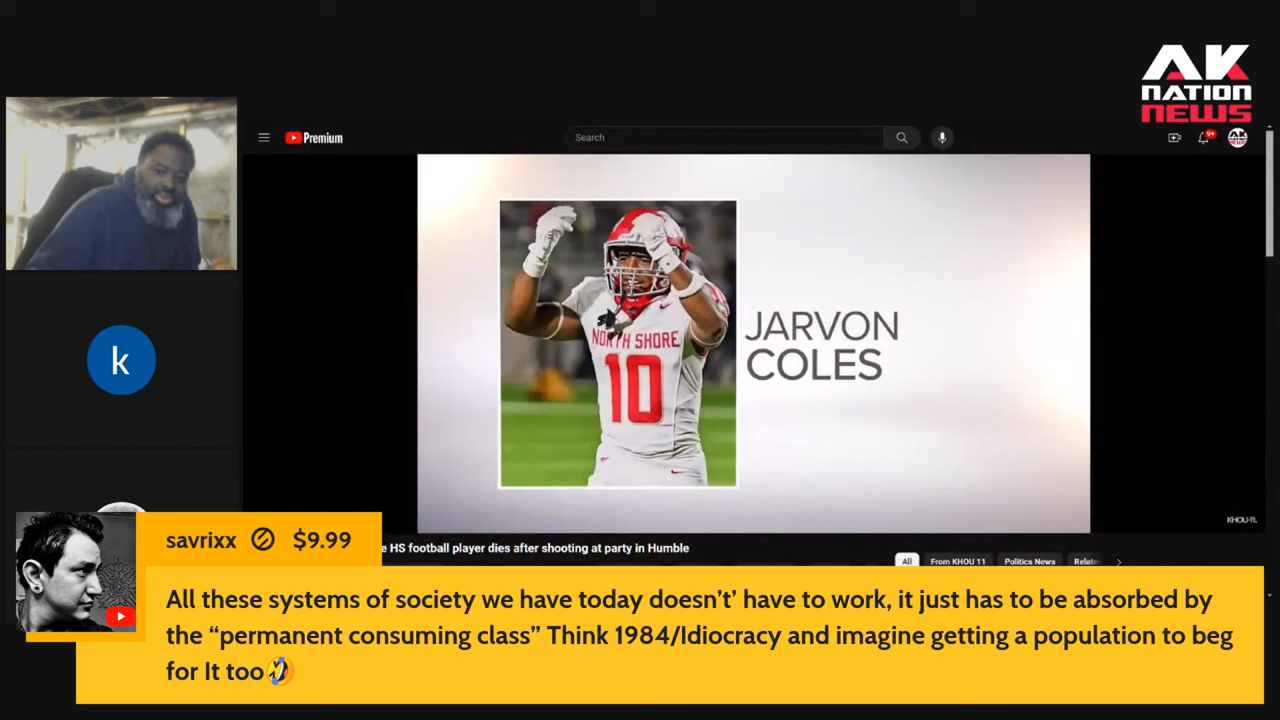 AK
NATION
NEWS
Premium
Search
9+
k
NORTH SHORE
10
JARVON
COLES
KHOU-11.
e HS football player dies after shooting at party in Humble
All
From KHOU 11
Politics News
Relate
savrixx
$9.99
All these systems of society we have today doesn’t’ have to work, it just has to be absorbed by
the “permanent consuming class” Think 1984/Idiocracy and imagine getting a population to beg
for It too🤣